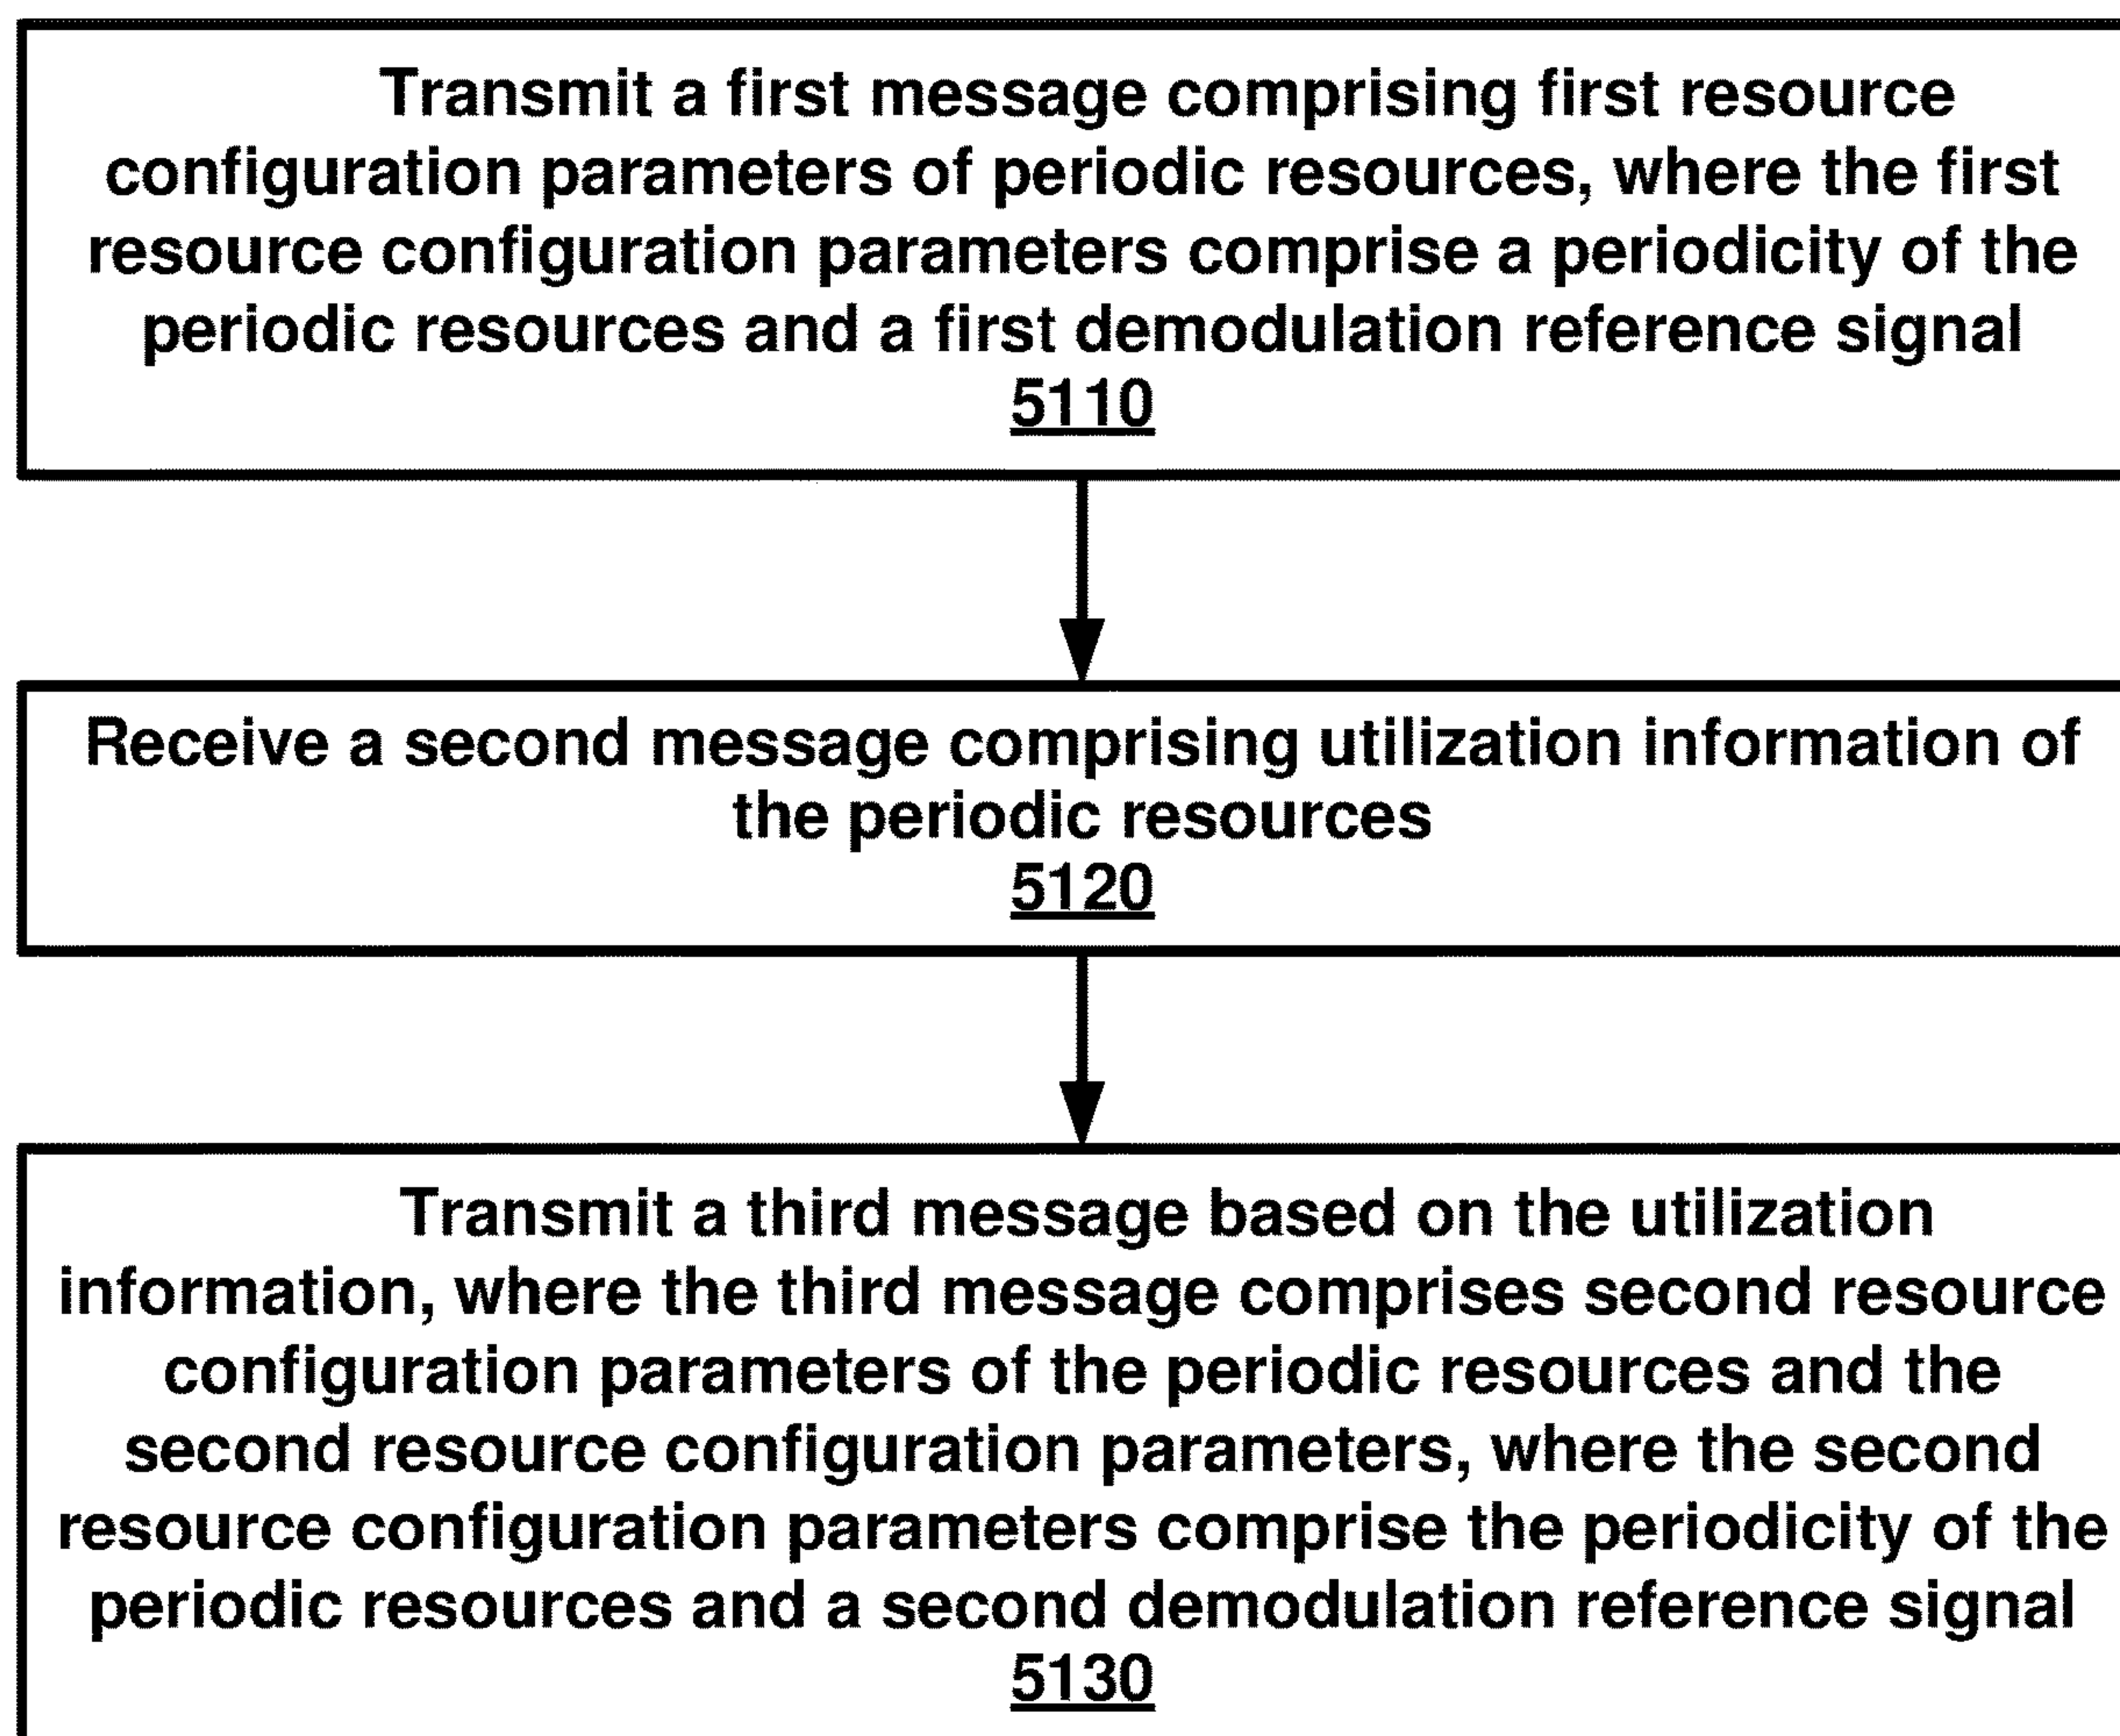 Transmit a first message comprising first resource
configuration parameters of periodic resources, where the first
resource configuration parameters comprise a periodicity of the
periodic resources and a first demodulation reference signal
5110
Receive a second message comprising utilization information of
the periodic resources
5120
Transmit a third message based on the utilization
information, where the third message comprises second resource
configuration parameters of the periodic resources and the
second resource configuration parameters, where the second
resource configuration parameters comprise the periodicity of the
periodic resources and a second demodulation reference signal
5130